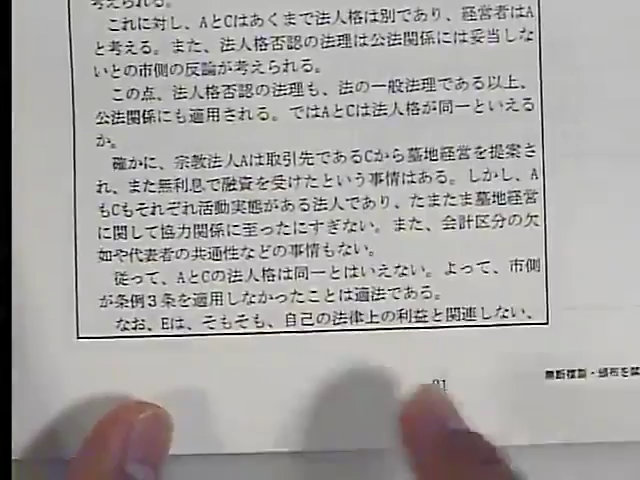 考えられる。
これに対し、AとCはあくまで法人格は別であり、経営者はA
と考える。また、法人格否認の法理は公法関係には妥当しな
いとの市側の反論が考えられる。
この点、法人格否認の法理も、法の一般法理である以上、
公法関係にも適用される。ではAとCは法人格が同一といえる
か。
確かに、宗教法人Aは取引先であるCから墓地経営を提案さ
れ、また無利息で融資を受けたという事情はある。しかし、A
もCもそれぞれ活動実態がある法人であり、たまたま墓地経営
に関して協力関係に至ったにすぎない。また、会計区分の欠
如や代表者の共通性などの事情もない。
従って、AとCの法人格は同一とはいえない。よって、市側
が条例3条を適用しなかったことは適法である。
なお、Eは、そもそも、自己の法律上の利益と関連しない、
無断複製・頒布を禁